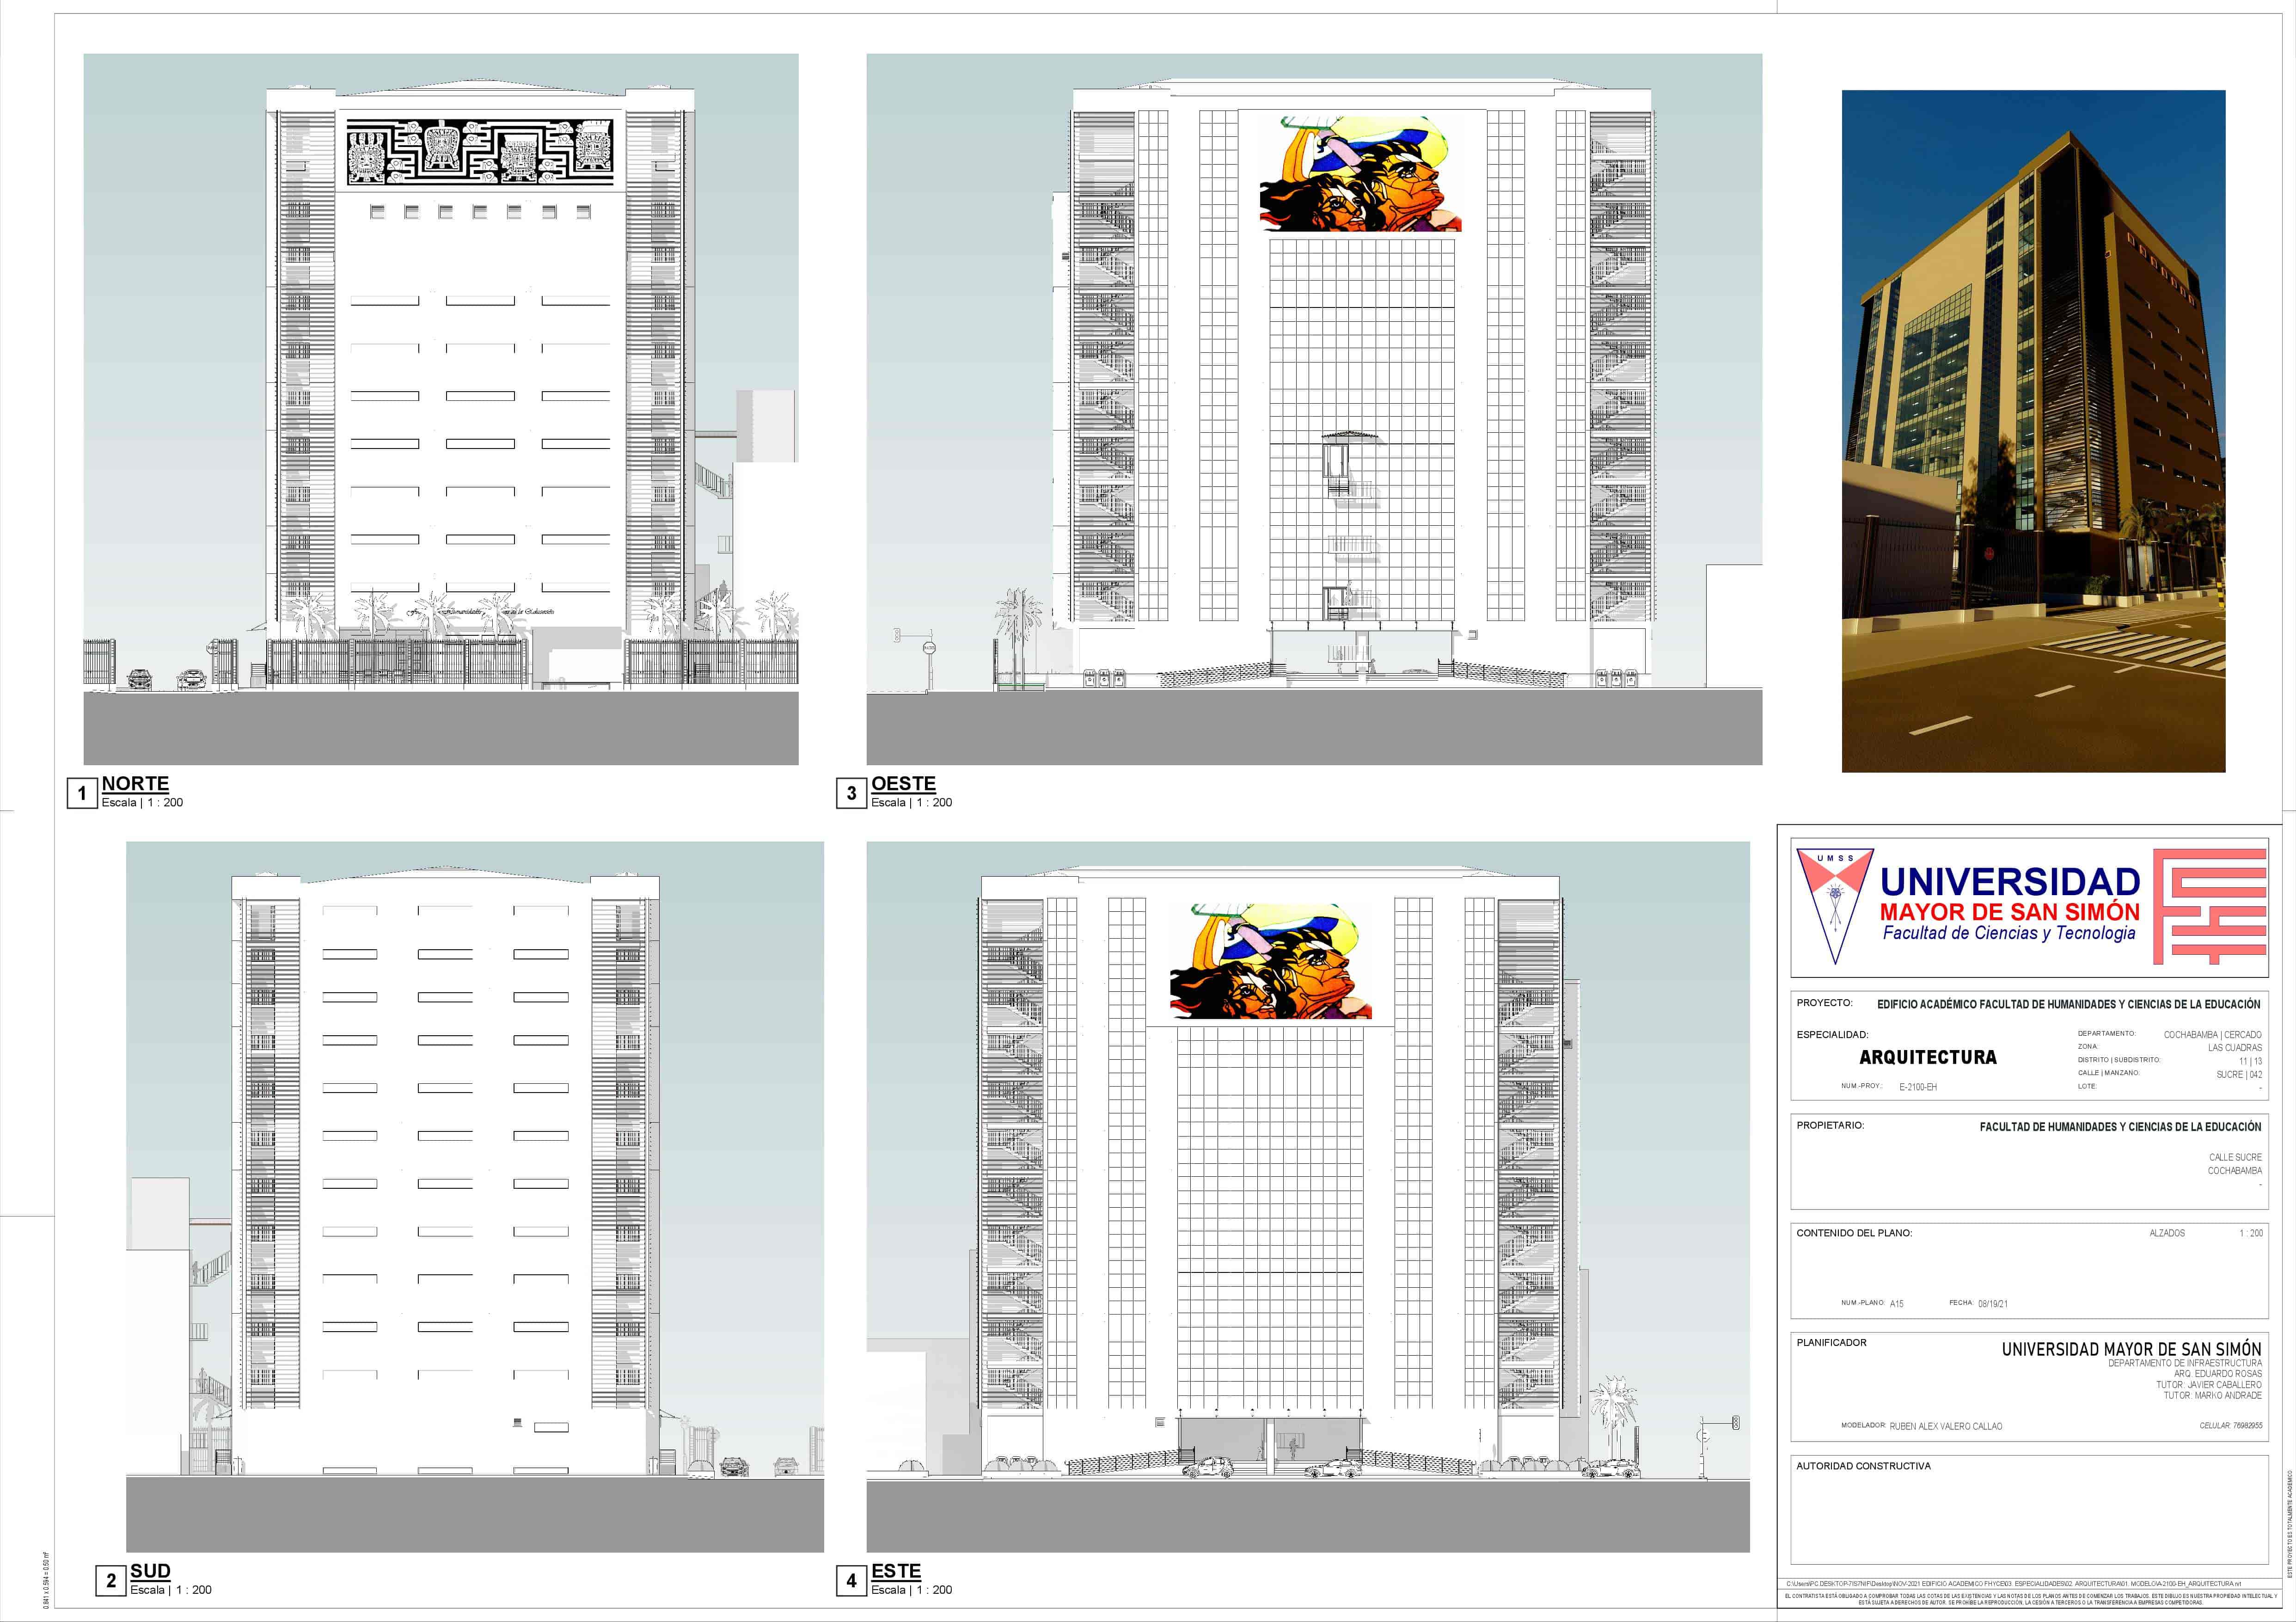 1
NORTE
Escala | 1 : 200
3
OESTE
Escala | 1 : 200
2
SUD
Escala | 1 : 200
4
ESTE
Escala | 1 : 200
U M S S
UNIVERSIDAD
MAYOR DE SAN SIMÓN
Facultad de Ciencias y Tecnologia
PROYECTO: EDIFICIO ACADÉMICO FACULTAD DE HUMANIDADES Y CIENCIAS DE LA EDUCACIÓN
ESPECIALIDAD:
ARQUITECTURA
NUM.-PROY.: E-2100-EH
DEPARTAMENTO: COCHABAMBA | CERCADO
ZONA: LAS CUADRAS
DISTRITO | SUBDISTRITO: 11 | 13
CALLE | MANZANO: SUCRE | 042
LOTE: -
PROPIETARIO: FACULTAD DE HUMANIDADES Y CIENCIAS DE LA EDUCACIÓN
CALLE SUCRE
COCHABAMBA
-
CONTENIDO DEL PLANO: ALZADOS 1 : 200
NUM.-PLANO: A15 FECHA: 08/19/21
PLANIFICADOR
UNIVERSIDAD MAYOR DE SAN SIMÓN
DEPARTAMENTO DE INFRAESTRUCTURA
ARQ. EDUARDO ROSAS
TUTOR: JAVIER CABALLERO
TUTOR: MARKO ANDRADE
MODELADOR: RUBEN ALEX VALERO CALLAO CELULAR: 76982955
AUTORIDAD CONSTRUCTIVA
C:\Users\PC.DESKTOP-7IS7NIF\Desktop\NOV-2021 EDIFICIO ACADEMICO FHYCE\03. ESPECIALIDADES\02. ARQUITECTURA\01. MODELO\A-2100-EH_ARQUITECTURA.rvt
EL CONTRATISTA ESTÁ OBLIGADO A COMPROBAR TODAS LAS COTAS DE LAS EXISTENCIAS Y LAS NOTAS DE LOS PLANOS ANTES DE COMENZAR LOS TRABAJOS. ESTE DIBUJO ES NUESTRA PROPIEDAD INTELECTUAL Y
ESTÁ SUJETA A DERECHOS DE AUTOR. SE PROHÍBE LA REPRODUCCIÓN, LA CESIÓN A TERCEROS O LA TRANSFERENCIA A EMPRESAS COMPETIDORAS.
ESTE PROYECTO ES TOTALMENTE ACADEMICO
0.841 x 0.594 = 0.50 m²